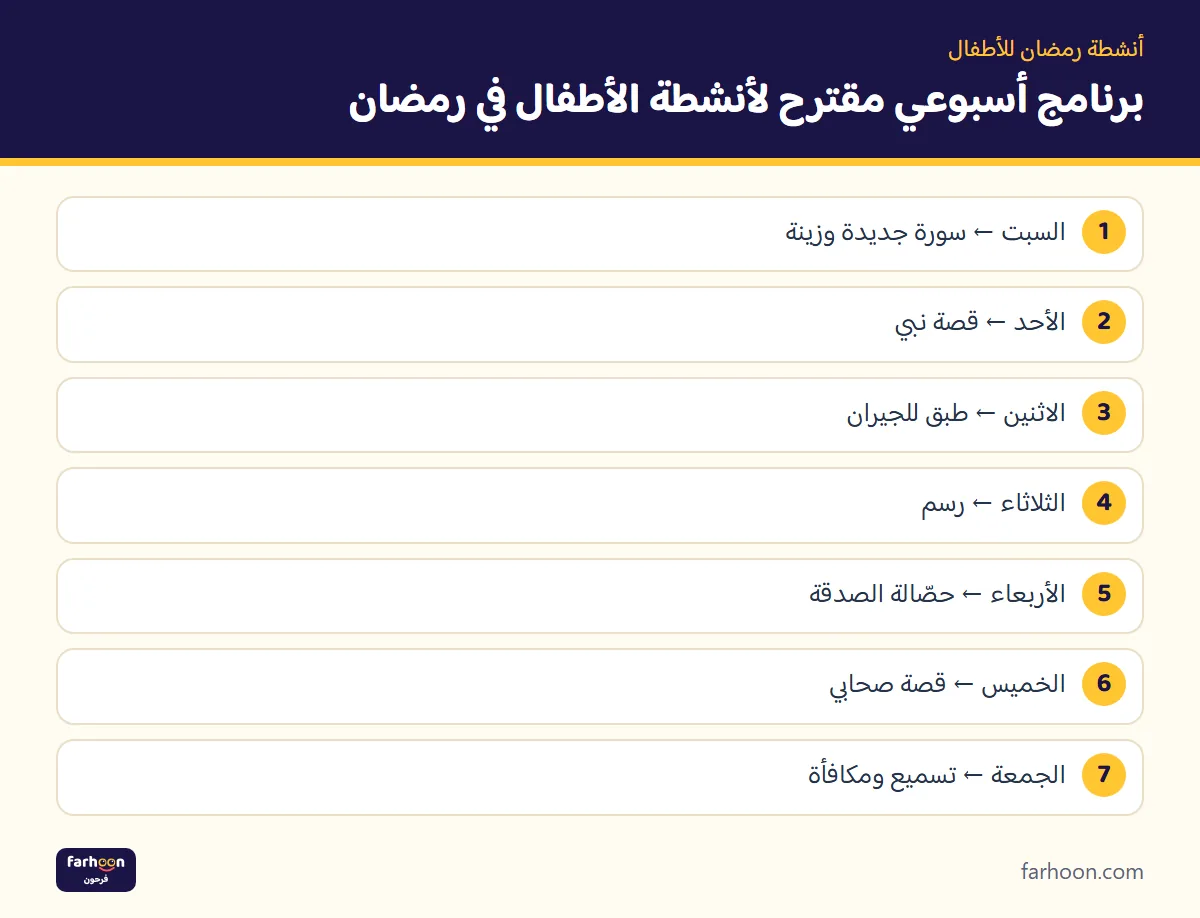 أنشطة رمضان للأطفال
برنامج أسبوعي مقترح لأنشطة الأطفال في رمضان
1 السبت ← سورة جديدة وزينة
2 الأحد ← قصة نبي
3 الاثنين ← طبق للجيران
4 الثلاثاء ← رسم
5 الأربعاء ← حصّالة الصدقة
6 الخميس ← قصة صحابي
7 الجمعة ← تسميع ومكافأة
farhoon.com
farhoon
فرحون